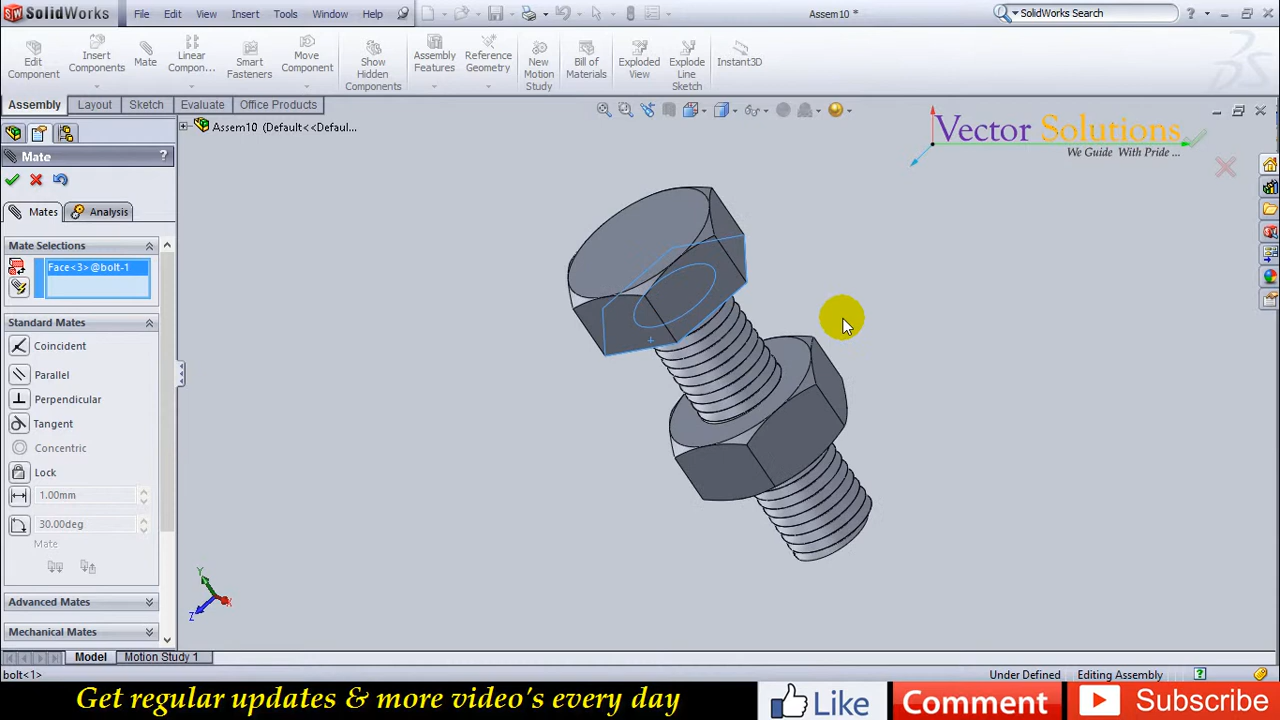 SolidWorks
File Edit View Insert Tools Window Help
Assem10 *
SolidWorks Search
Edit Component
Insert Components
Mate
Linear Compon...
Smart Fasteners
Move Component
Show Hidden Components
Assembly Features
Reference Geometry
New Motion Study
Bill of Materials
Exploded View
Explode Line Sketch
Instant3D
Assembly Layout Sketch Evaluate Office Products
Assem10 (Default<<Defaul...
Vector Solutions
We Guide With Pride ...
Mate ?
Mates Analysis
Mate Selections
Face<3>@bolt-1
Standard Mates
Coincident
Parallel
Perpendicular
Tangent
Concentric
Lock
1.00mm
30.00deg
Mate
Advanced Mates
Mechanical Mates
Y
X
Z
Model Motion Study 1
bolt<1>
Under Defined Editing Assembly
Get regular updates & more video's every day
Like
Comment
Subscribe